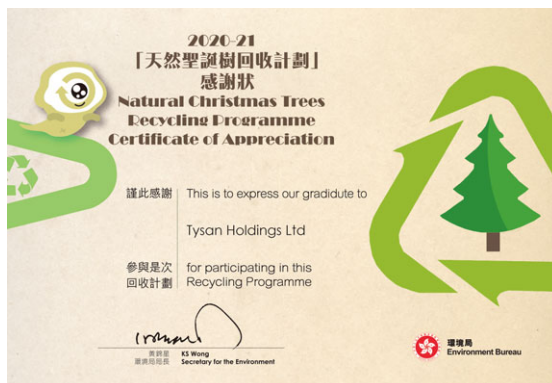 2020-21
「天然聖誕樹回收計劃」
感謝狀
Natural Christmas Trees
Recycling Programme
Certificate of Appreciation
謹此感謝 This is to express our gradidute to
Tysan Holdings Ltd
參與是次 for participating in this
回收計劃 Recycling Programme
黃錦星 KS Wong
環境局局長 Secretary for the Environment
環境局
Environment Bureau